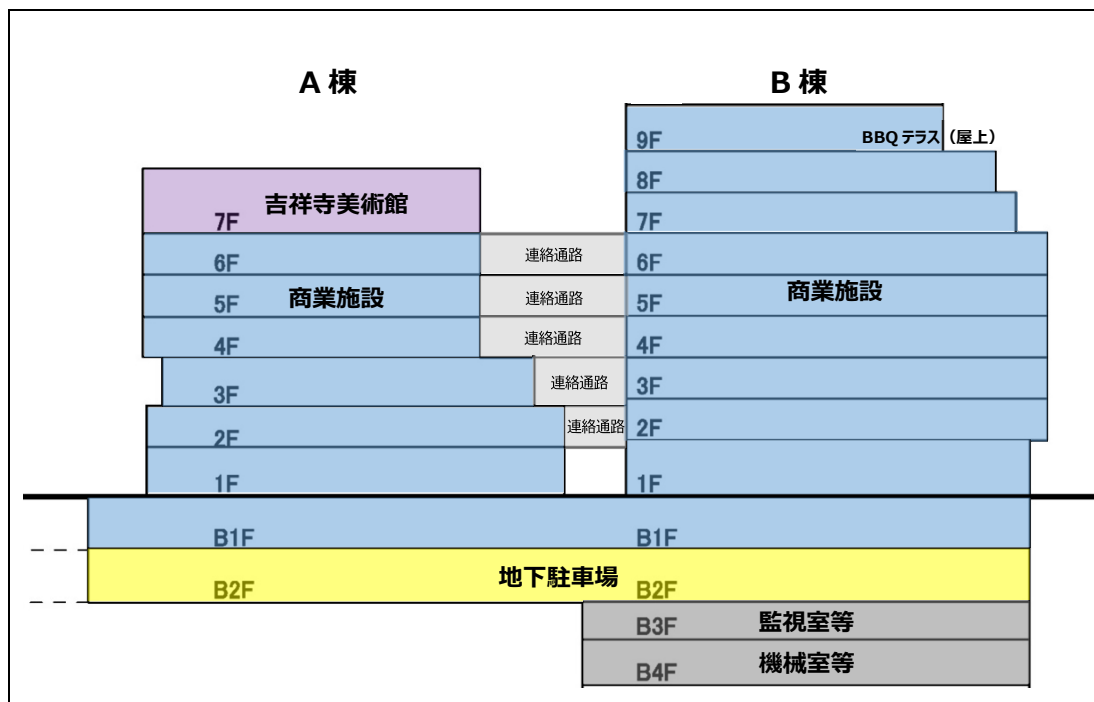 A 棟
B 棟
9F
BBQ テラス（屋上）
8F
吉祥寺美術館
7F
7F
6F
連絡通路
6F
商業施設
5F
連絡通路
商業施設
5F
4F
連絡通路
4F
3F
連絡通路
3F
2F
連絡通路
2F
1F
1F
B1F
B1F
地下駐車場
B2F
B2F
B3F
監視室等
B4F
機械室等